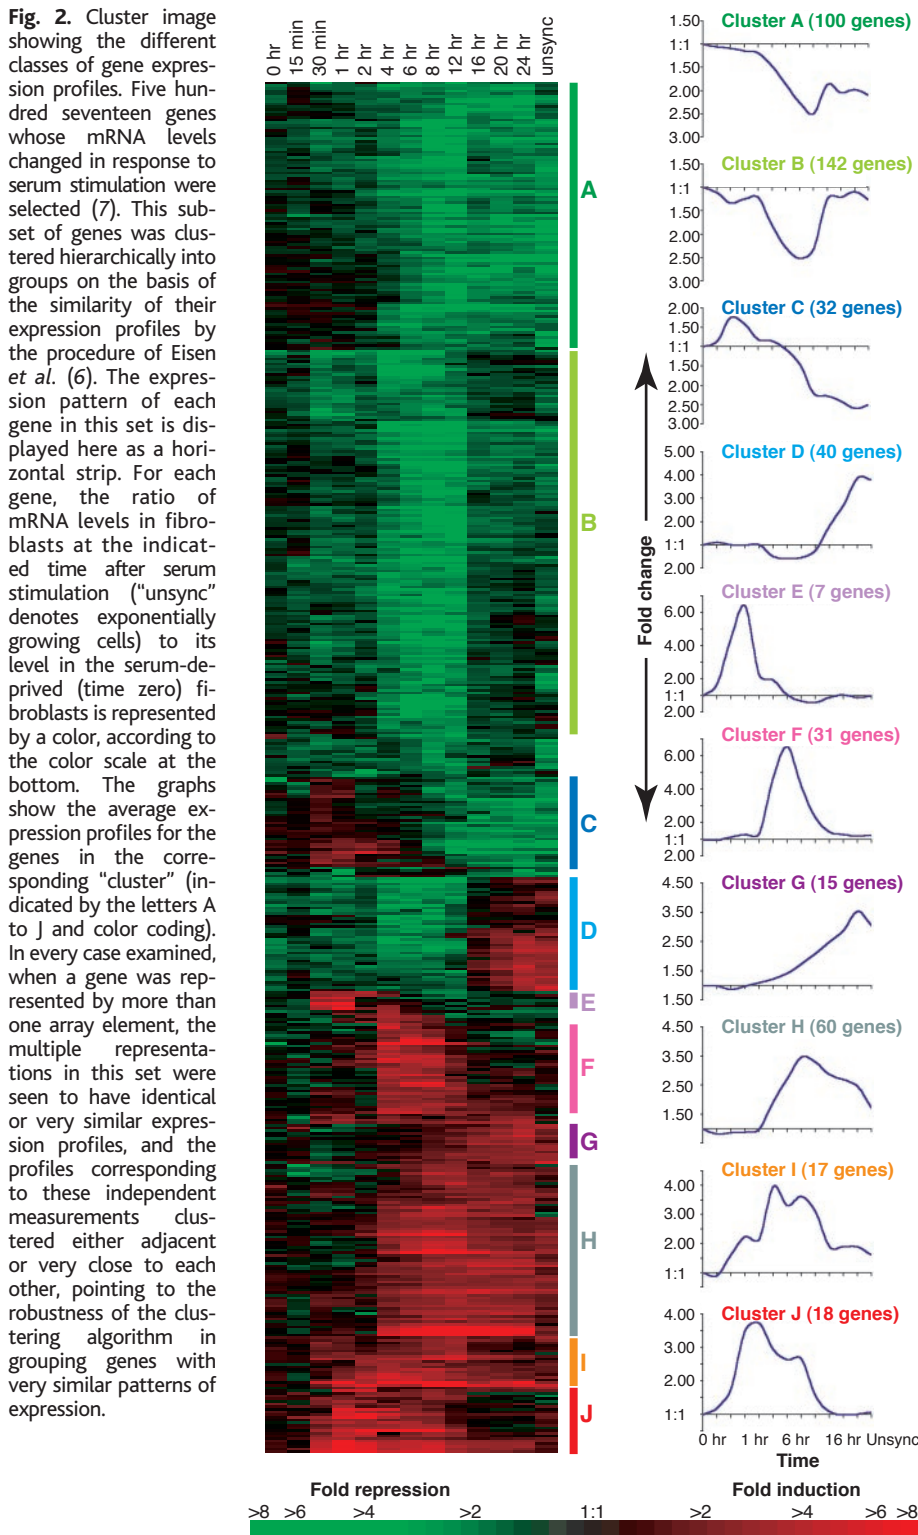 Fig. 2. Cluster image
showing the different
classes of gene expres-
sion profiles. Five hun-
dred seventeen genes
whose mRNA levels
changed in response to
serum stimulation were
selected (7). This sub-
set of genes was clus-
tered hierarchically into
groups on the basis of
the similarity of their
expression profiles by
the procedure of Eisen
et al. (6). The expres-
sion pattern of each
gene in this set is dis-
played here as a hori-
zontal strip. For each
gene, the ratio of
mRNA levels in fibro-
blasts at the indicat-
ed time after serum
stimulation ("unsync"
denotes exponentially
growing cells) to its
level in the serum-de-
prived (time zero) fi-
broblasts is represented
by a color, according to
the color scale at the
bottom. The graphs
show the average ex-
pression profiles for the
genes in the corre-
sponding "cluster" (in-
dicated by the letters A
to J and color coding).
In every case examined,
when a gene was rep-
resented by more than
one array element, the
multiple representa-
tions in this set were
seen to have identical
or very similar expres-
sion profiles, and the
profiles corresponding
to these independent
measurements clus-
tered either adjacent
or very close to each
other, pointing to the
robustness of the clus-
tering algorithm in
grouping genes with
very similar patterns of
expression.
0 hr
15 min
30 min
1 hr
2 hr
4 hr
6 hr
8 hr
12 hr
16 hr
20 hr
24 hr
unsync
A
B
C
D
E
F
G
H
I
J
Fold change
Cluster A (100 genes)
1.50
1:1
1.50
2.00
2.50
3.00
Cluster B (142 genes)
1.50
1:1
1.50
2.00
2.50
3.00
Cluster C (32 genes)
2.00
1.50
1:1
1.50
2.00
2.50
3.00
Cluster D (40 genes)
5.00
4.00
3.00
2.00
1:1
2.00
Cluster E (7 genes)
6.00
4.00
2.00
1:1
2.00
Cluster F (31 genes)
6.00
4.00
2.00
1:1
2.00
Cluster G (15 genes)
4.50
3.50
2.50
1.50
1.50
Cluster H (60 genes)
4.50
3.50
2.50
1.50
Cluster I (17 genes)
4.00
3.00
2.00
1:1
Cluster J (18 genes)
4.00
3.00
2.00
1:1
0 hr 1 hr 6 hr 16 hr Unsync
Time
Fold repression Fold induction
>8 >6 >4 >2 1:1 >2 >4 >6 >8